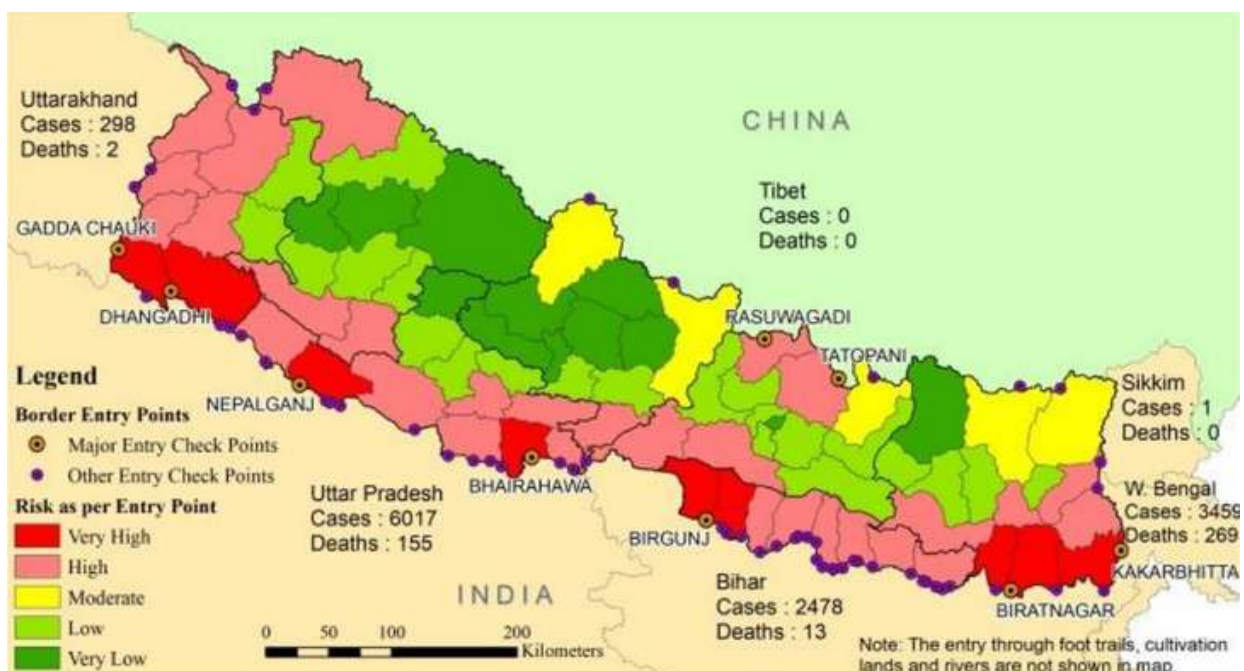 Uttarakhand
Cases : 298
Deaths : 2
CHINA
Tibet
Cases : 0
Deaths : 0
GADDA CHAUKI
DHANGADHI
RASUWAGADI
TATOPANI
NEPALGANJ
Sikkim
Cases : 1
Deaths : 0
BHAIRAHAWA
Uttar Pradesh
Cases : 6017
Deaths : 155
W. Bengal
Cases : 3459
Deaths : 269
BIRGUNJ
KAKARBHITTA
INDIA
Bihar
Cases : 2478
Deaths : 13
BIRATNAGAR
Legend
Border Entry Points
Major Entry Check Points
Other Entry Check Points
Risk as per Entry Point
Very High
High
Moderate
Low
Very Low
0 50 100 200
Kilometers
Note: The entry through foot trails, cultivation
lands and rivers are not shown in map